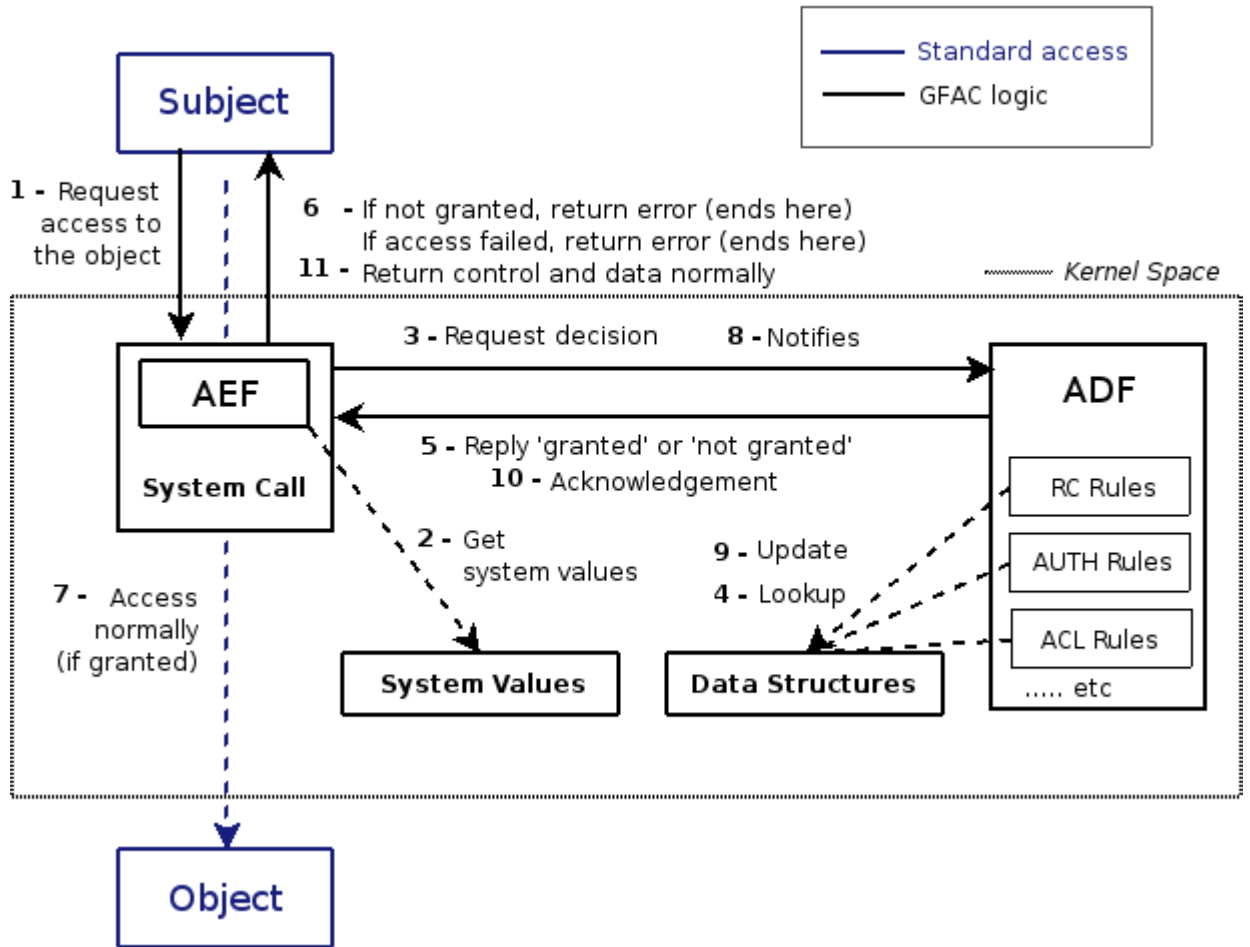 Subject
Standard access
GFAC logic
1 - Request
access to
the object
6 - If not granted, return error (ends here)
If access failed, return error (ends here)
11 - Return control and data normally
Kernel Space
3 - Request decision
8 - Notifies
AEF
System Call
ADF
5 - Reply 'granted' or 'not granted'
10 - Acknowledgement
RC Rules
AUTH Rules
ACL Rules
..... etc
2 - Get
system values
9 - Update
4 - Lookup
7 - Access
normally
(if granted)
System Values
Data Structures
Object